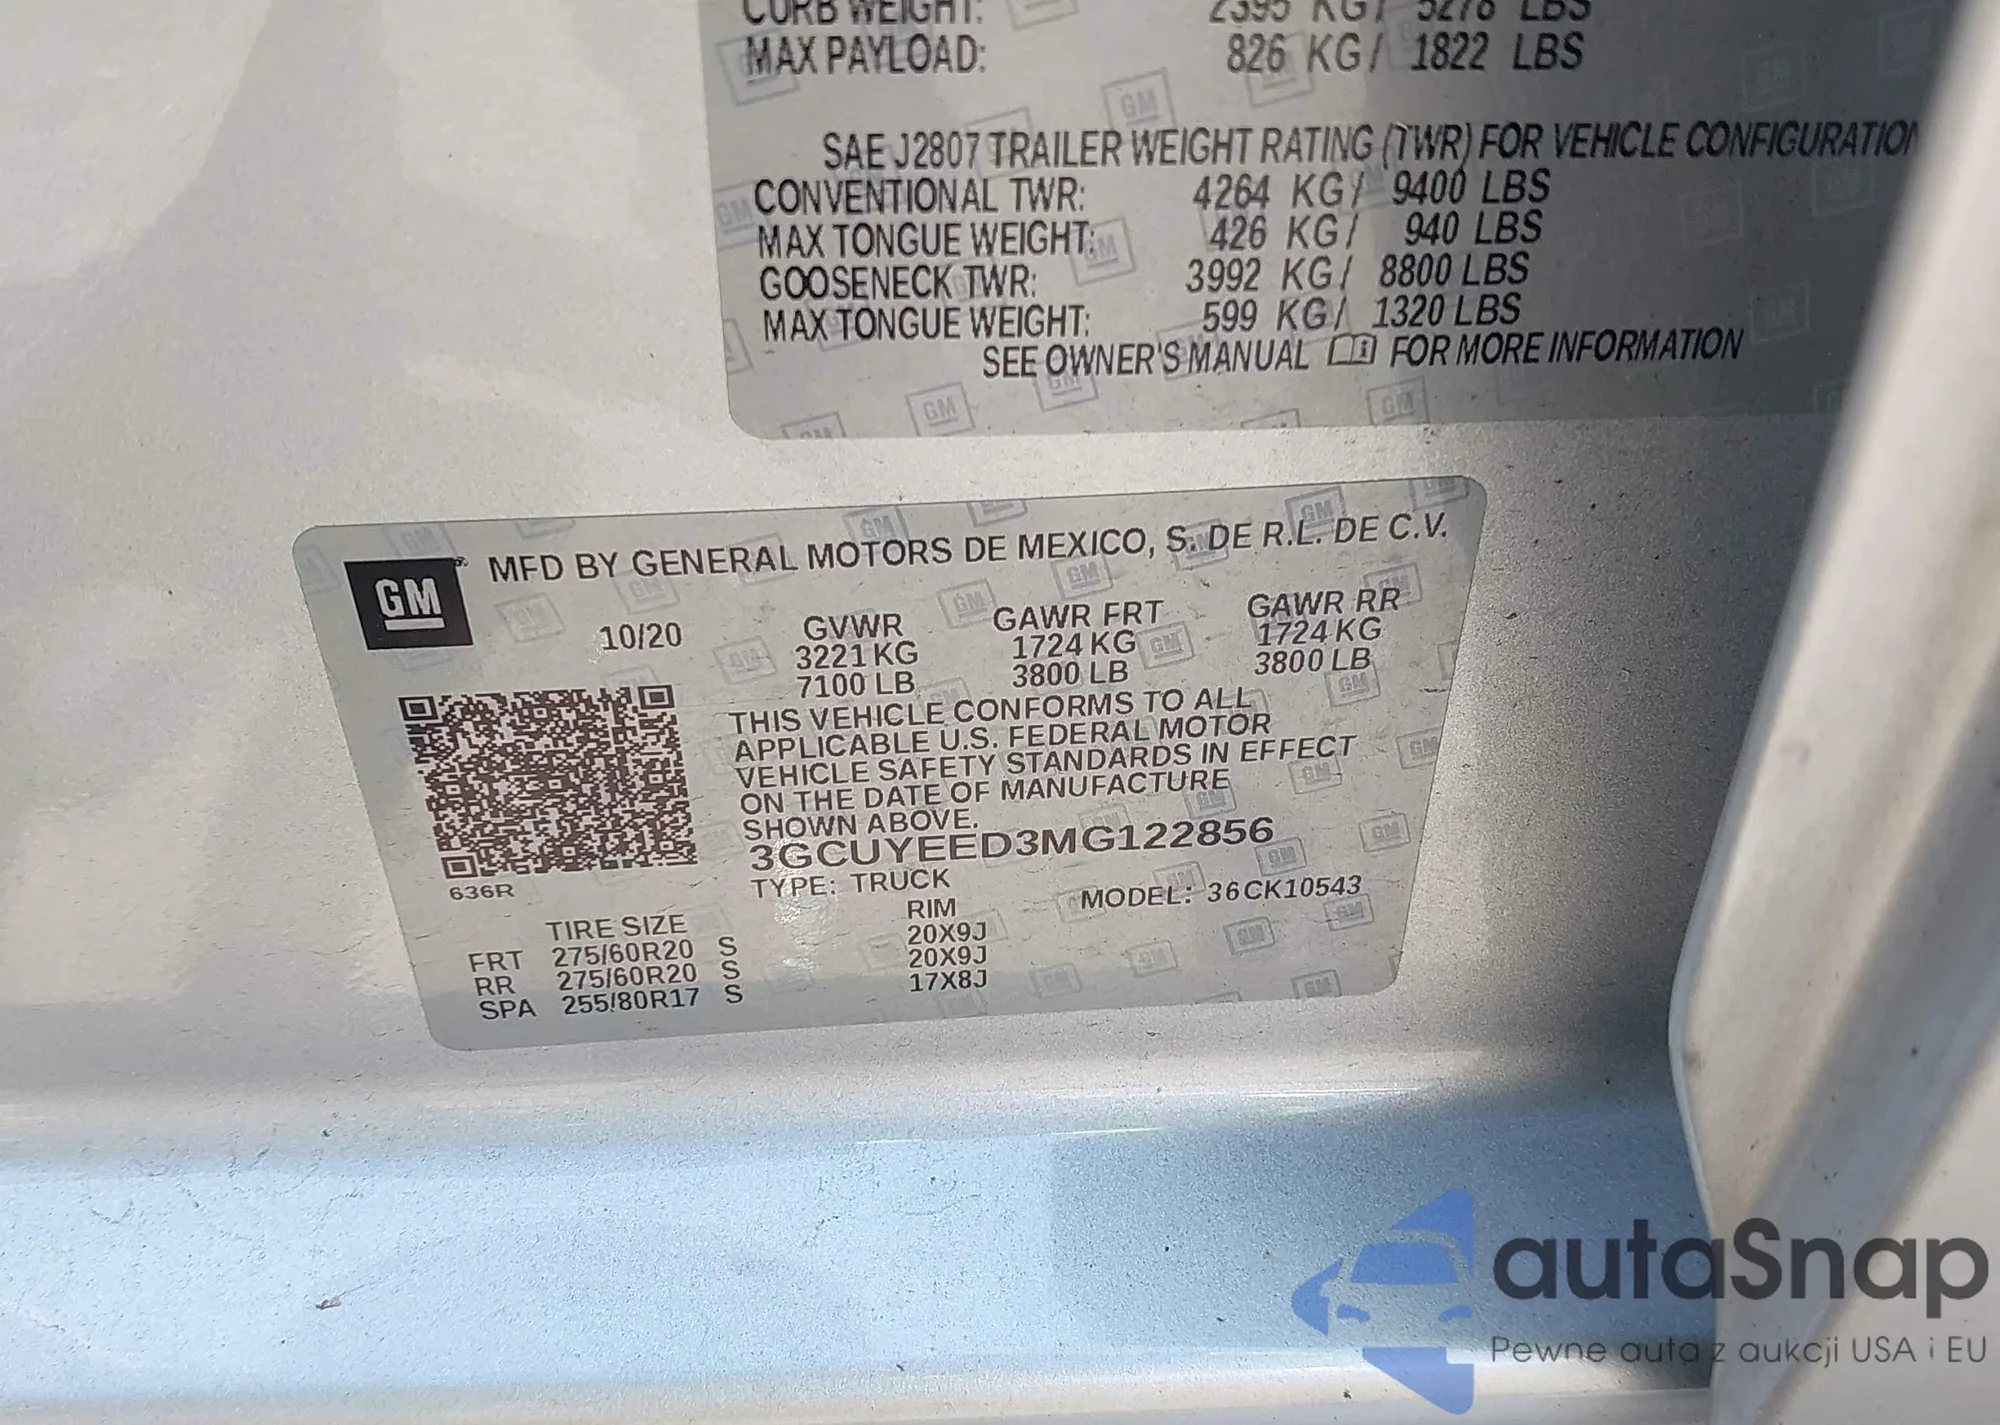 CURB WEIGHT: 2395 KG/ 5278 LBS
MAX PAYLOAD: 826 KG/ 1822 LBS
SAE J2807 TRAILER WEIGHT RATING (TWR) FOR VEHICLE CONFIGURATION
CONVENTIONAL TWR: 4264 KG/ 9400 LBS
MAX TONGUE WEIGHT: 426 KG/ 940 LBS
GOOSENECK TWR: 3992 KG/ 8800 LBS
MAX TONGUE WEIGHT: 599 KG/ 1320 LBS
SEE OWNER'S MANUAL FOR MORE INFORMATION
GM
MFD BY GENERAL MOTORS DE MEXICO, S. DE R.L. DE C.V.
10/20 GVWR GAWR FRT GAWR RR
3221 KG 1724 KG 1724 KG
7100 LB 3800 LB 3800 LB
THIS VEHICLE CONFORMS TO ALL
APPLICABLE U.S. FEDERAL MOTOR
VEHICLE SAFETY STANDARDS IN EFFECT
ON THE DATE OF MANUFACTURE
SHOWN ABOVE.
3GCUYEED3MG122856
636R
TYPE: TRUCK MODEL: 36CK10543
TIRE SIZE RIM
FRT 275/60R20 S 20X9J
RR 275/60R20 S 20X9J
SPA 255/80R17 S 17X8J
autaSnap
Pewne auta z aukcji USA i EU